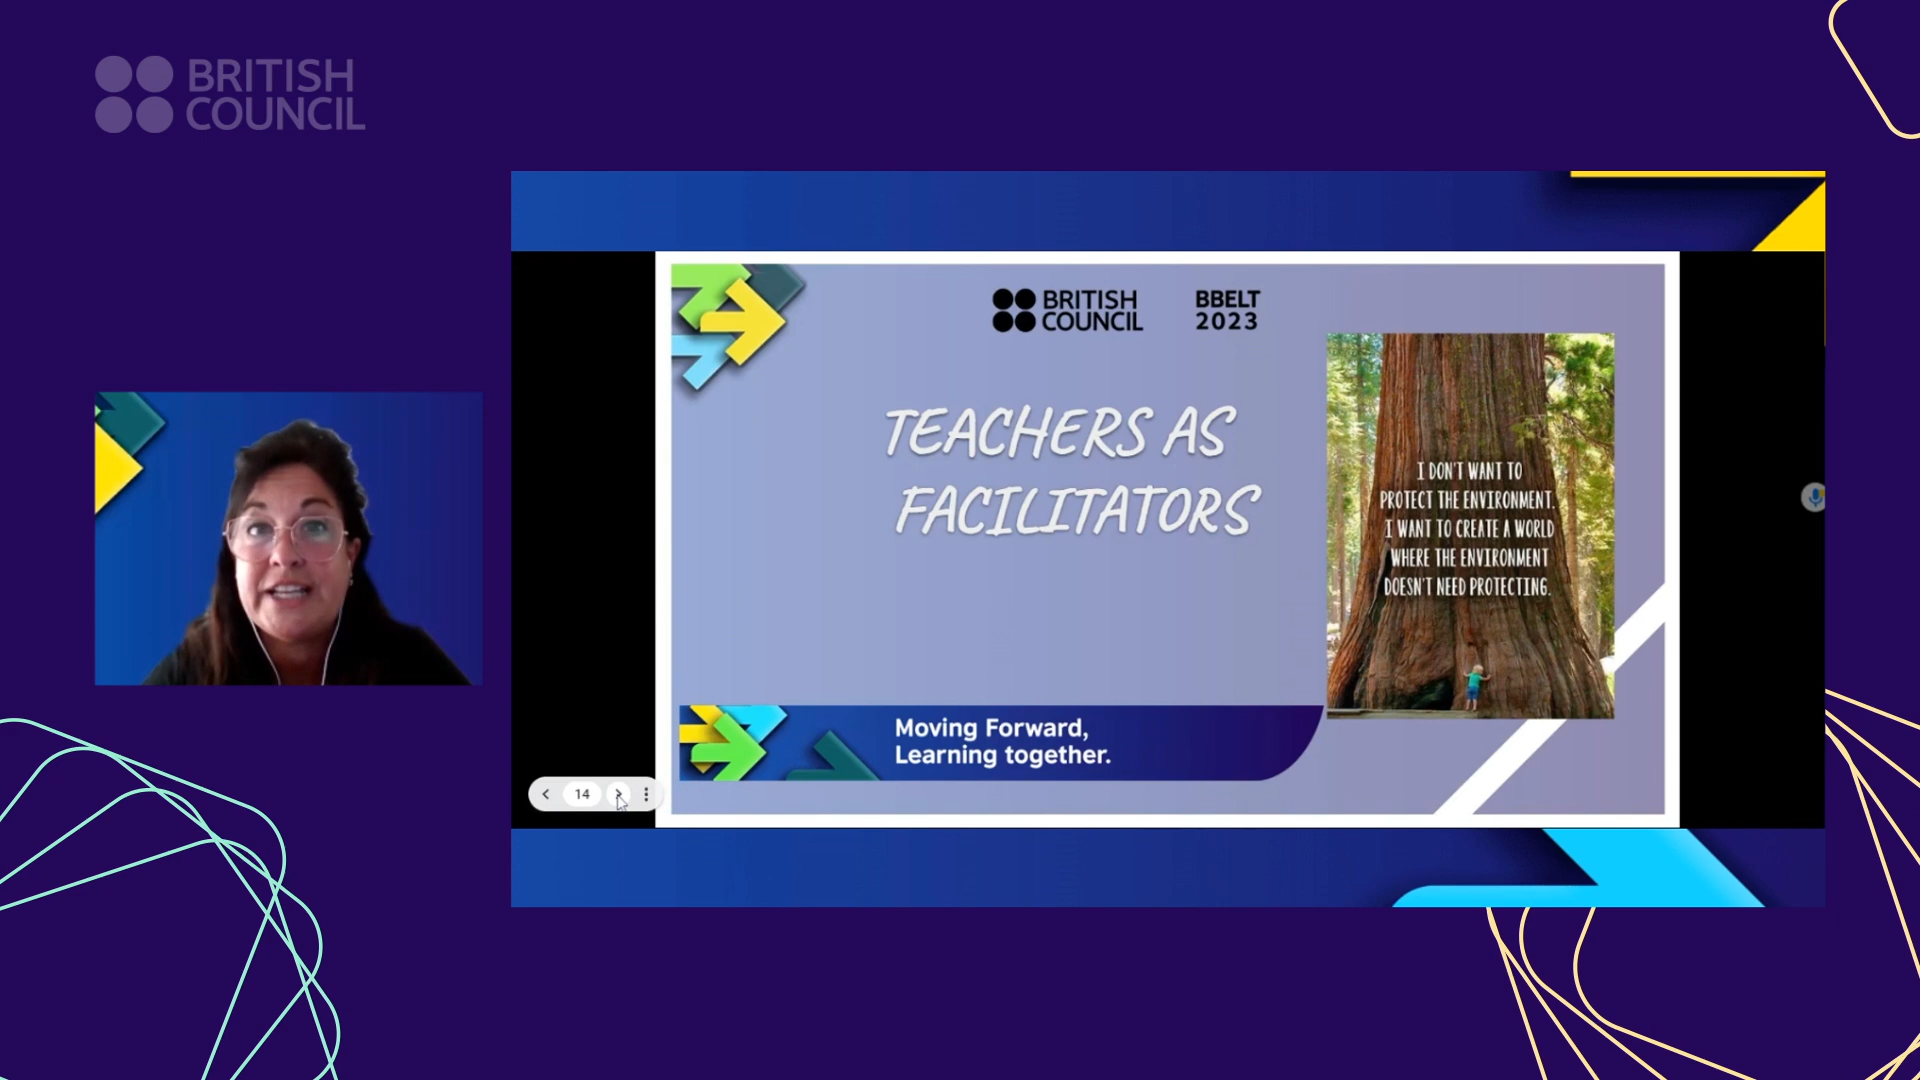 BRITISH
COUNCIL
BRITISH
COUNCIL
BBELT
2023
TEACHERS AS
FACILITATORS
I DON'T WANT TO
PROTECT THE ENVIRONMENT.
I WANT TO CREATE A WORLD
WHERE THE ENVIRONMENT
DOESN'T NEED PROTECTING.
Moving Forward,
Learning together.
14